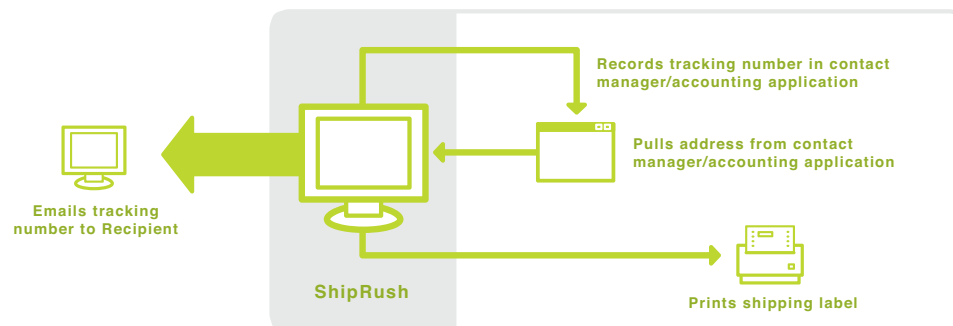 Records tracking number in contact
manager/accounting application
Pulls address from contact
manager/accounting application
Emails tracking
number to Recipient
ShipRush
Prints shipping label